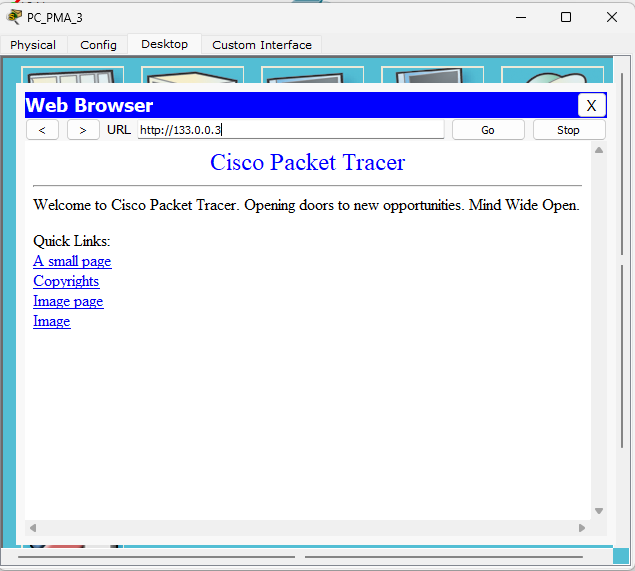 PC_PMA_3
Physical Config Desktop Custom Interface
Web Browser X
< > URL http://133.0.0.3 Go Stop
Cisco Packet Tracer
Welcome to Cisco Packet Tracer. Opening doors to new opportunities. Mind Wide Open.
Quick Links:
A small page
Copyrights
Image page
Image